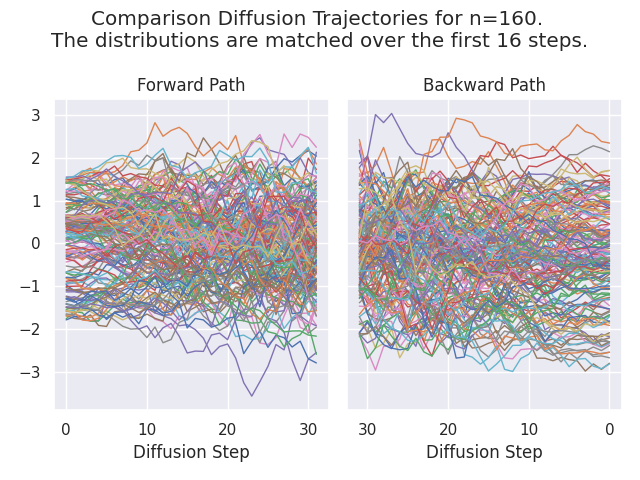 Comparison Diffusion Trajectories for n=160.
The distributions are matched over the first 16 steps.
Forward Path
Backward Path
3
2
1
0
−1
−2
−3
0 10 20 30
30 20 10 0
Diffusion Step
Diffusion Step